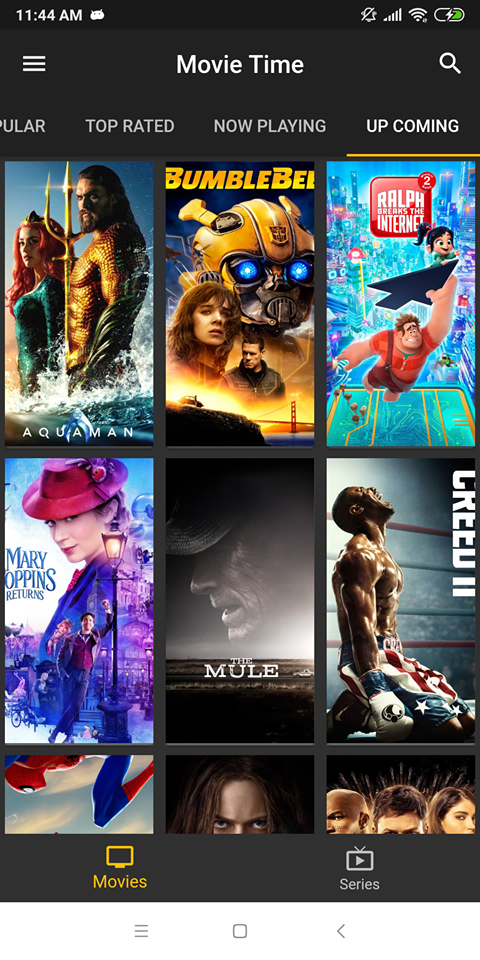 11:44 AM
Movie Time
PULAR TOP RATED NOW PLAYING UP COMING
AQUAMAN
BUMBLEBEE
2
RALPH
BREAKS THE
INTERNET
MARY
POPPINS
RETURNS
THE
MULE
CREED II
Movies
Series